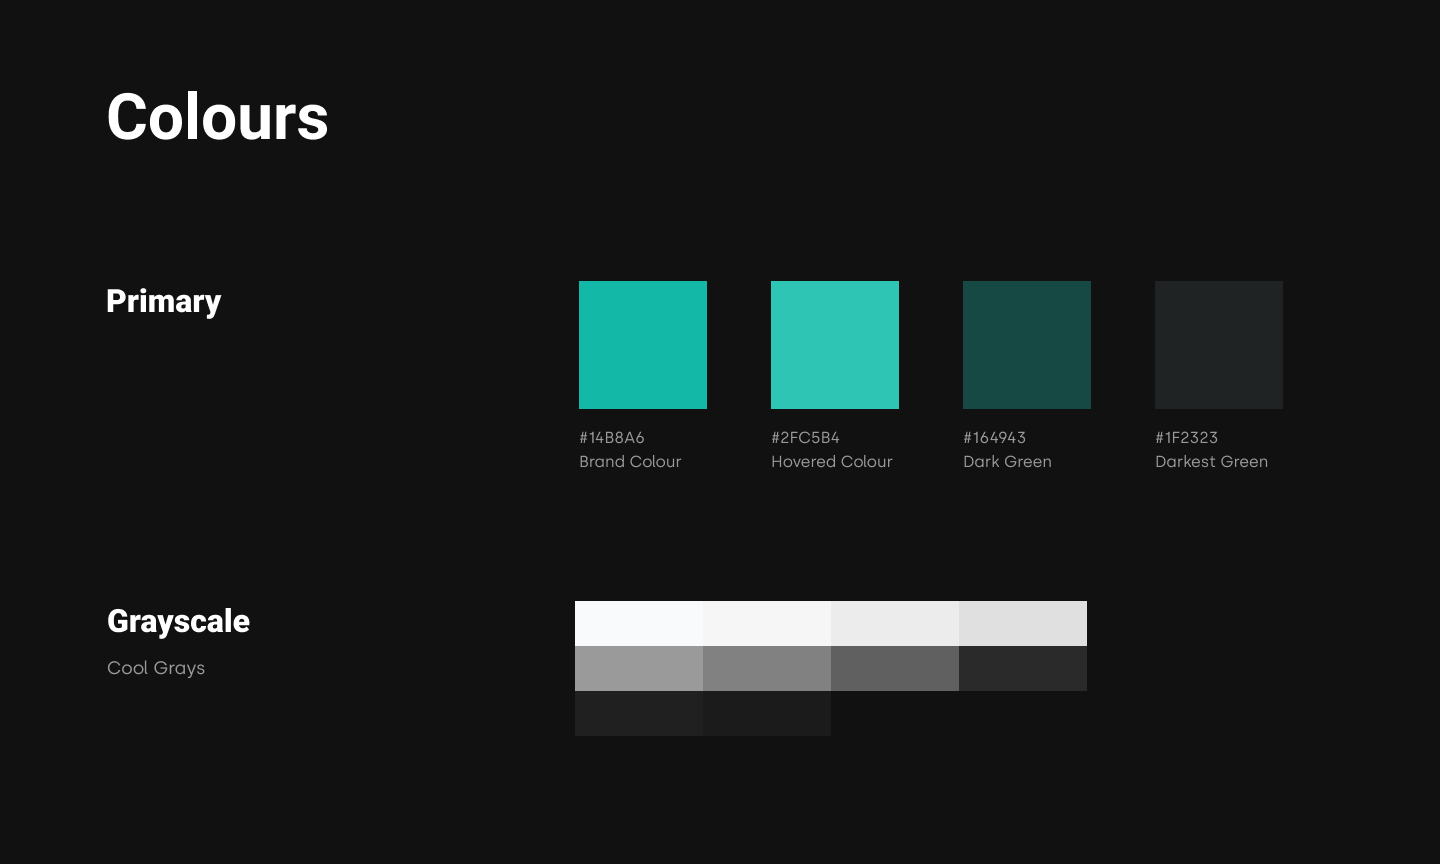 Colours
Primary
#14B8A6
Brand Colour
#2FC5B4
Hovered Colour
#164943
Dark Green
#1F2323
Darkest Green
Grayscale
Cool Grays